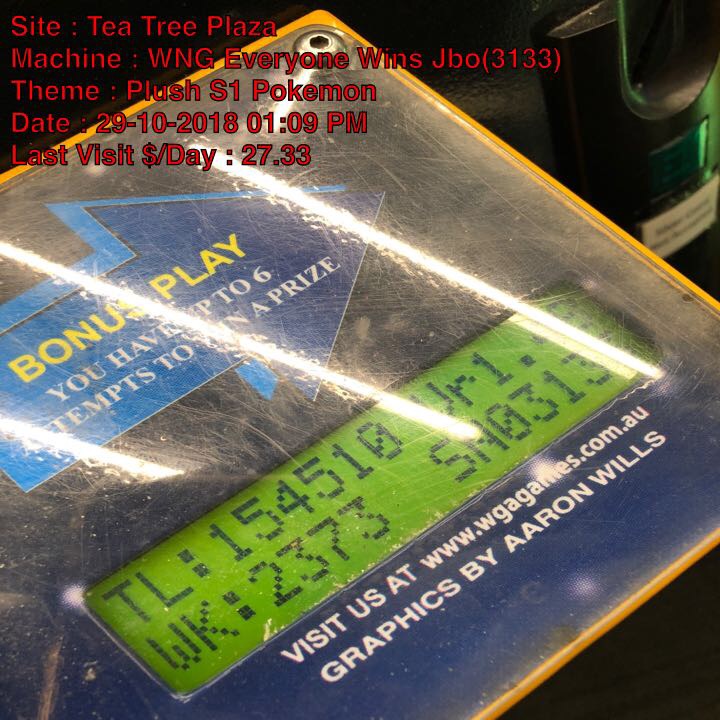 Site : Tea Tree Plaza
Machine : WNG Everyone Wins Jbo(3133)
Theme : Plush S1 Pokemon
Date : 29-10-2018 01:09 PM
Last Visit $/Day : 27.33
BONUS PLAY
YOU HAVE UP TO 6
ATTEMPTS TO WIN A PRIZE
TL:154510
WK:2373
VISIT US AT www.wgagames.com.au
GRAPHICS BY AARON WILLS